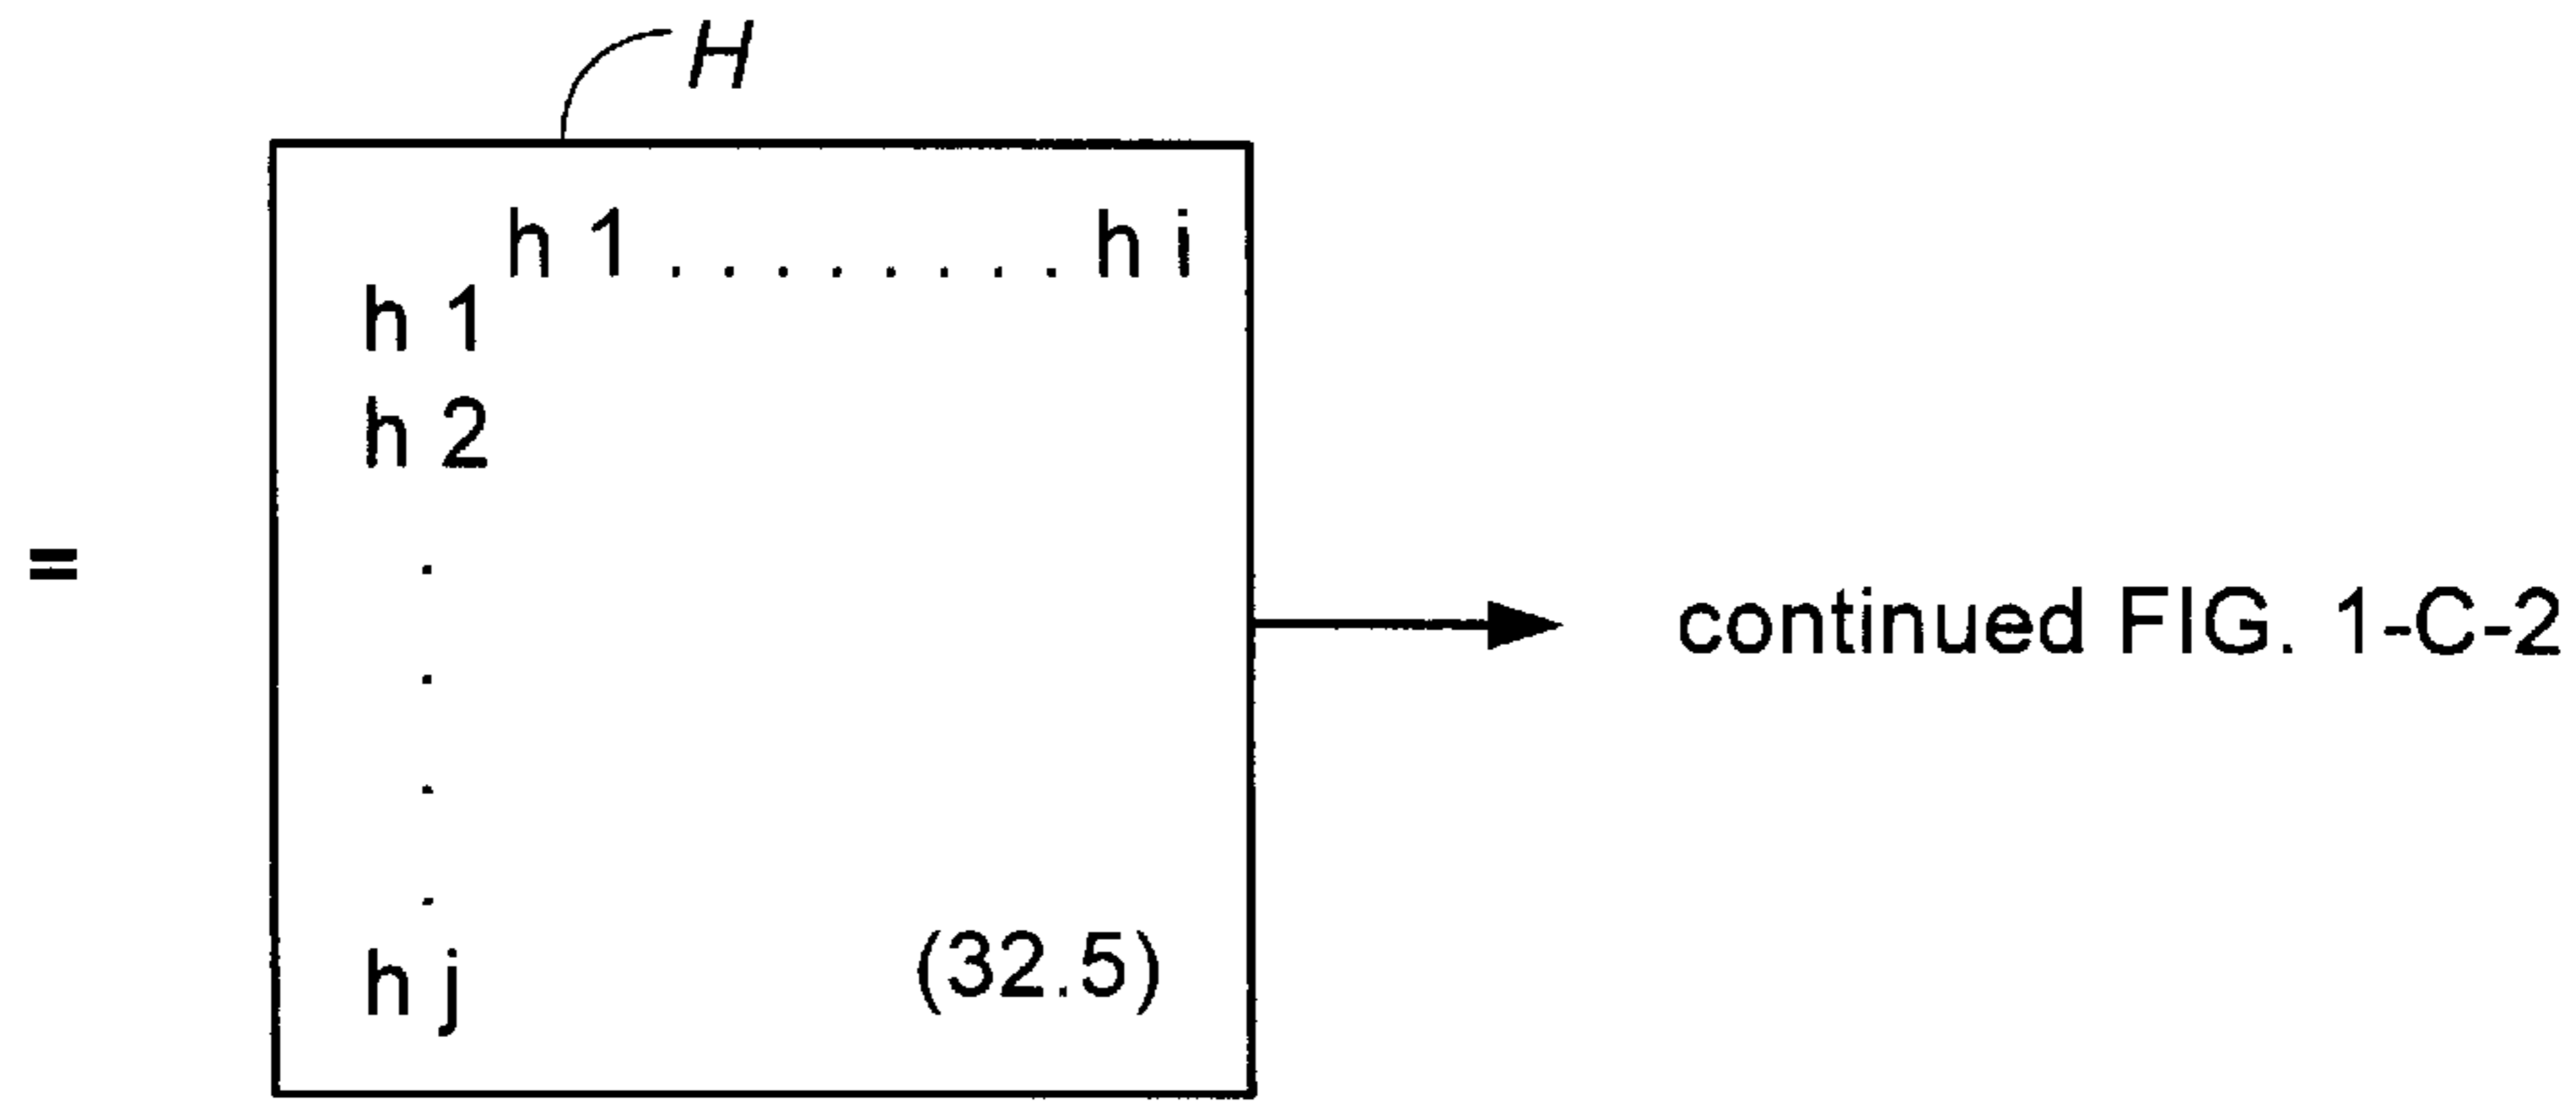 H
h 1 . . . . . . . . h i
h 1
h 2
.
=
continued FIG. 1-C-2
.
.
.
h j (32.5)